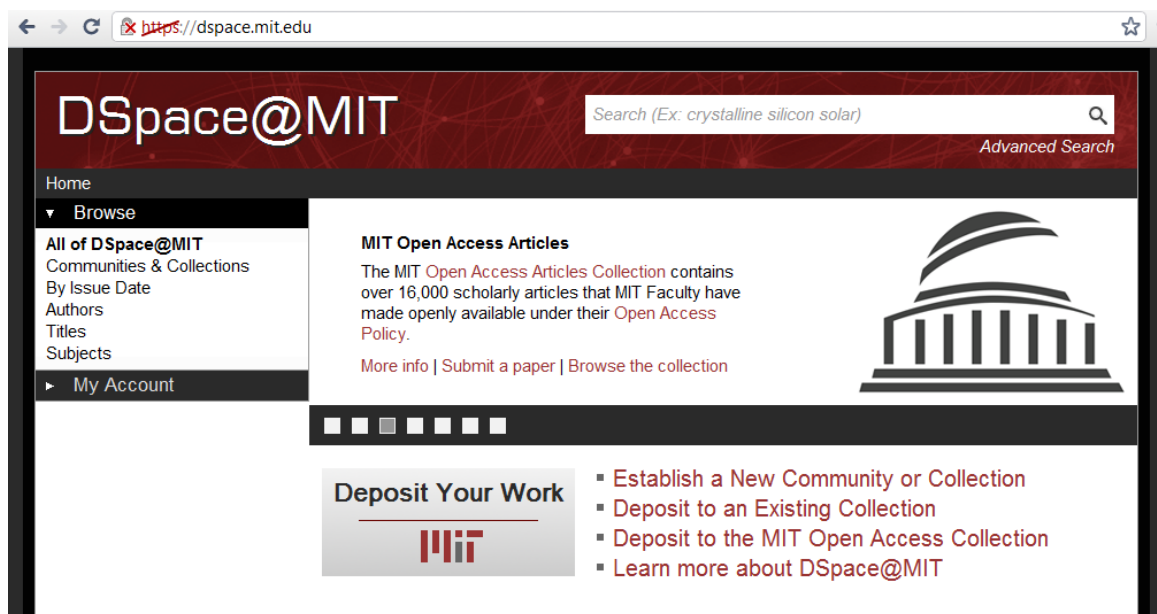 https://dspace.mit.edu
DSpace@MIT
Search (Ex: crystalline silicon solar)
Advanced Search
Home
Browse
All of DSpace@MIT
Communities & Collections
By Issue Date
Authors
Titles
Subjects
My Account
MIT Open Access Articles
The MIT Open Access Articles Collection contains
over 16,000 scholarly articles that MIT Faculty have
made openly available under their Open Access
Policy.
More info | Submit a paper | Browse the collection
Deposit Your Work
MIT
Establish a New Community or Collection
Deposit to an Existing Collection
Deposit to the MIT Open Access Collection
Learn more about DSpace@MIT